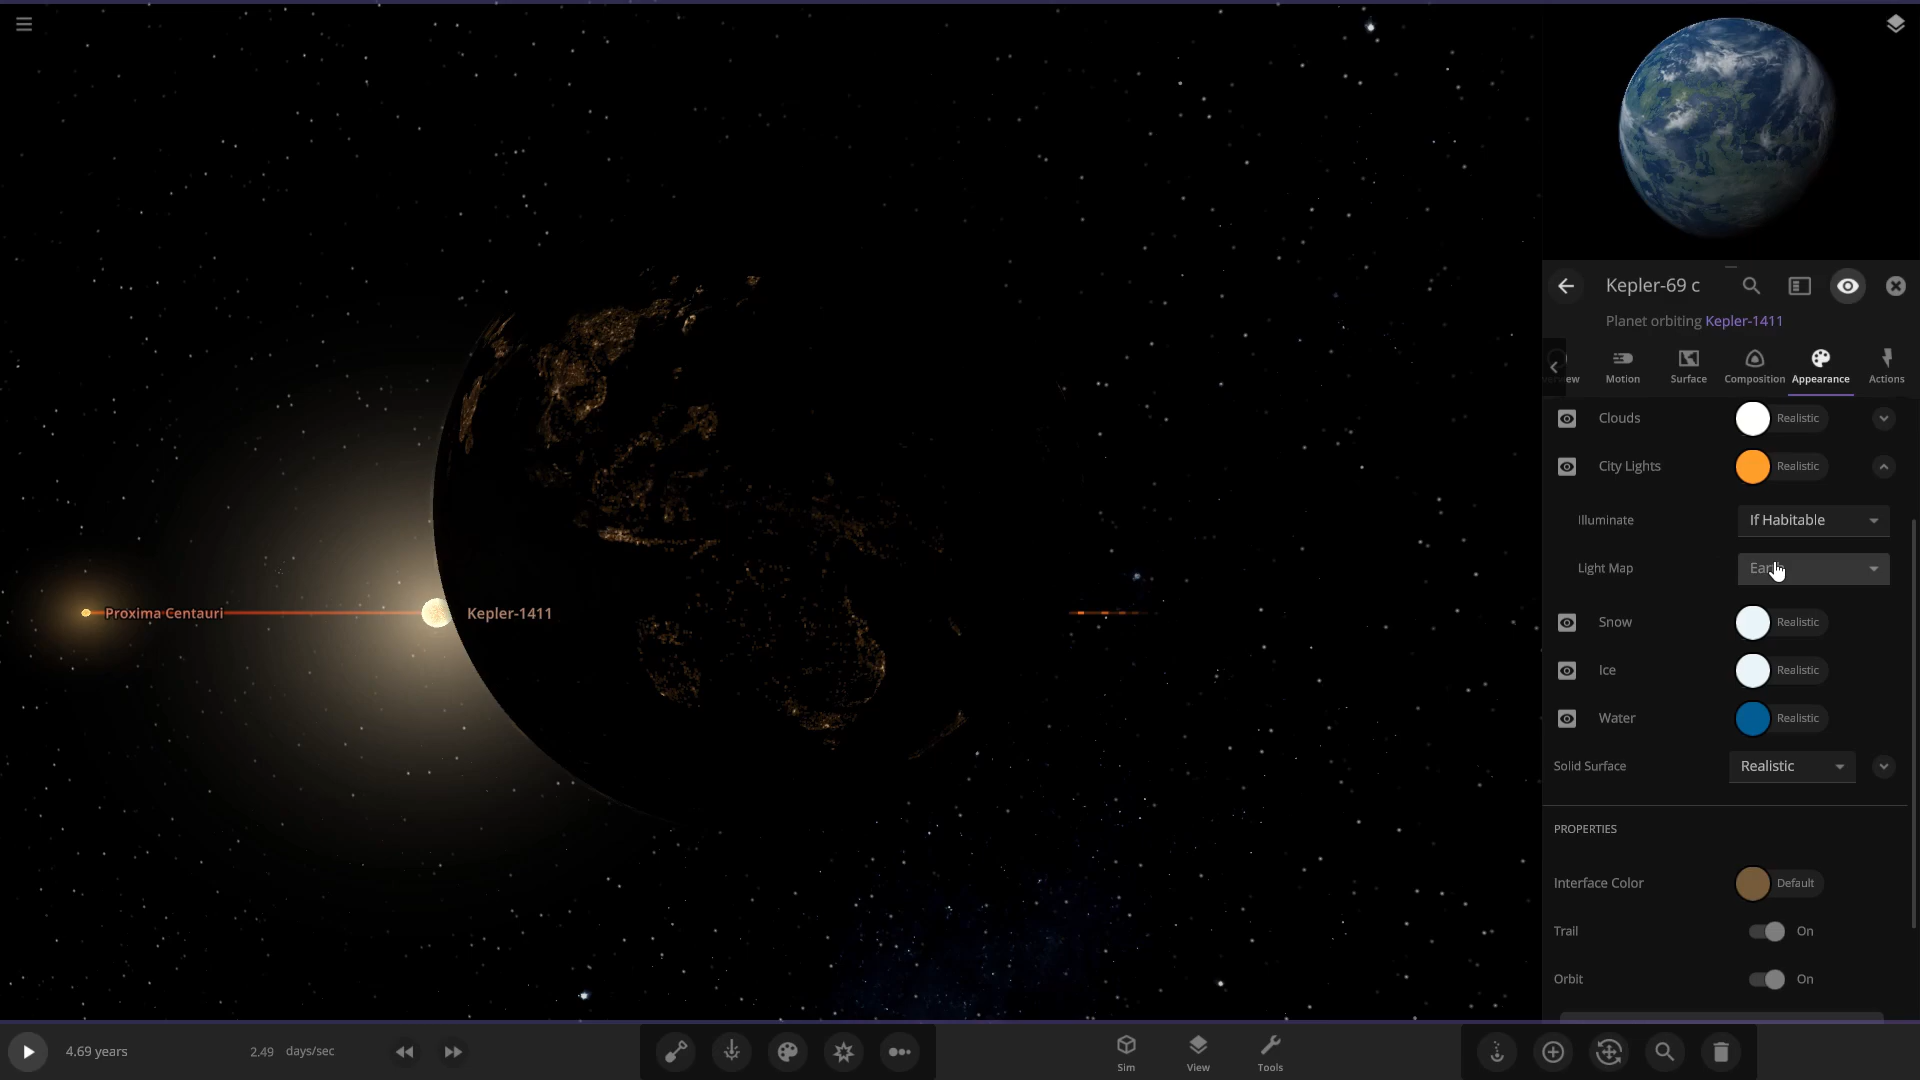 Kepler-69 c
Planet orbiting Kepler-1411
Motion
Surface
Composition
Appearance
Actions
Clouds
Realistic
City Lights
Realistic
Illuminate
If Habitable
Light Map
Snow
Realistic
Ice
Realistic
Water
Realistic
Solid Surface
Realistic
PROPERTIES
Interface Color
Default
Trail
On
Orbit
On
Proxima Centauri
Kepler-1411
4.69 years
2.49 days/sec
Sim
View
Tools